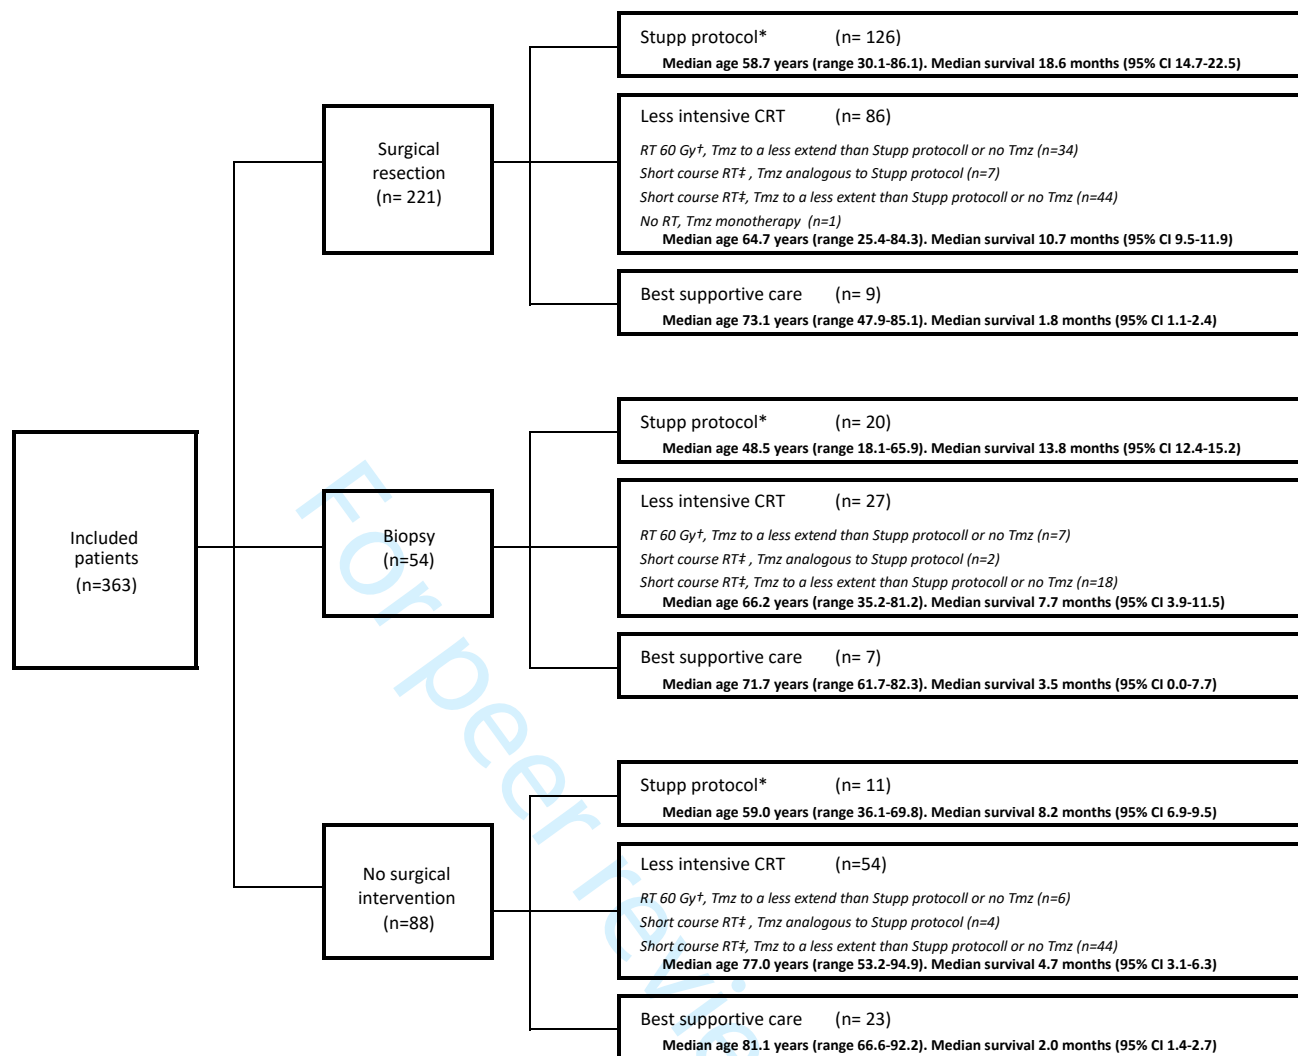 Included
patients
(n=363)
Surgical
resection
(n= 221)
Stupp protocol* (n= 126)
Median age 58.7 years (range 30.1-86.1). Median survival 18.6 months (95% CI 14.7-22.5)
Less intensive CRT (n= 86)
RT 60 Gy†, Tmz to a less extend than Stupp protocoll or no Tmz (n=34)
Short course RT‡ , Tmz analogous to Stupp protocol (n=7)
Short course RT‡, Tmz to a less extent than Stupp protocoll or no Tmz (n=44)
No RT, Tmz monotherapy (n=1)
Median age 64.7 years (range 25.4-84.3). Median survival 10.7 months (95% CI 9.5-11.9)
Best supportive care (n= 9)
Median age 73.1 years (range 47.9-85.1). Median survival 1.8 months (95% CI 1.1-2.4)
Biopsy
(n=54)
Stupp protocol* (n= 20)
Median age 48.5 years (range 18.1-65.9). Median survival 13.8 months (95% CI 12.4-15.2)
Less intensive CRT (n= 27)
RT 60 Gy†, Tmz to a less extend than Stupp protocoll or no Tmz (n=7)
Short course RT‡ , Tmz analogous to Stupp protocol (n=2)
Short course RT‡, Tmz to a less extent than Stupp protocoll or no Tmz (n=18)
Median age 66.2 years (range 35.2-81.2). Median survival 7.7 months (95% CI 3.9-11.5)
Best supportive care (n= 7)
Median age 71.7 years (range 61.7-82.3). Median survival 3.5 months (95% CI 0.0-7.7)
No surgical
intervention
(n=88)
Stupp protocol* (n= 11)
Median age 59.0 years (range 36.1-69.8). Median survival 8.2 months (95% CI 6.9-9.5)
Less intensive CRT (n=54)
RT 60 Gy†, Tmz to a less extend than Stupp protocoll or no Tmz (n=6)
Short course RT‡ , Tmz analogous to Stupp protocol (n=4)
Short course RT‡, Tmz to a less extent than Stupp protocoll or no Tmz (n=44)
Median age 77.0 years (range 53.2-94.9). Median survival 4.7 months (95% CI 3.1-6.3)
Best supportive care (n= 23)
Median age 81.1 years (range 66.6-92.2). Median survival 2.0 months (95% CI 1.4-2.7)
For peer review